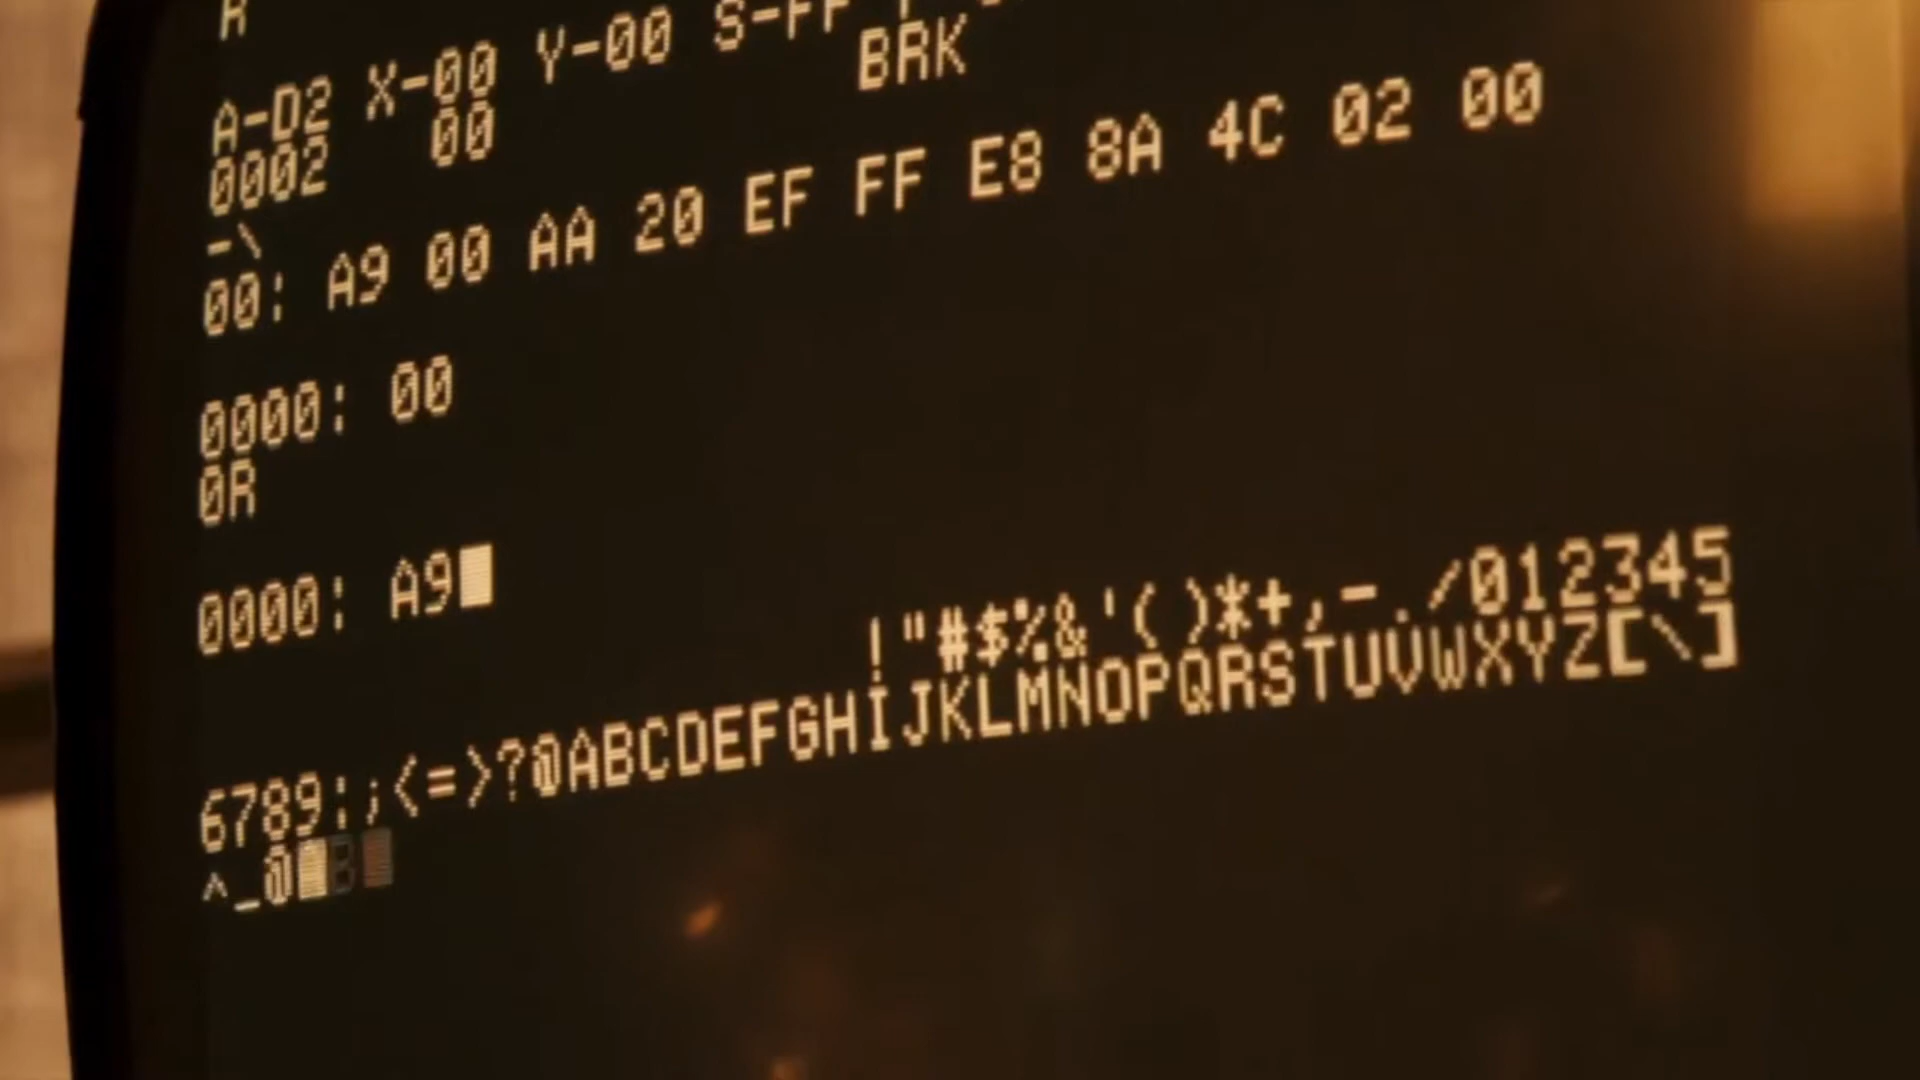 R
A-D2 X-00 Y-00 S-FF
0002 00 BRK
-\
00: A9 00 AA 20 EF FF E8 8A 4C 02 00
0000: 00
0R
0000: A9
!"#$%&'()*+,-./012345
6789:;<=>?@ABCDEFGHIJKLMNOPQRSTUVWXYZ[\]
^_@ B